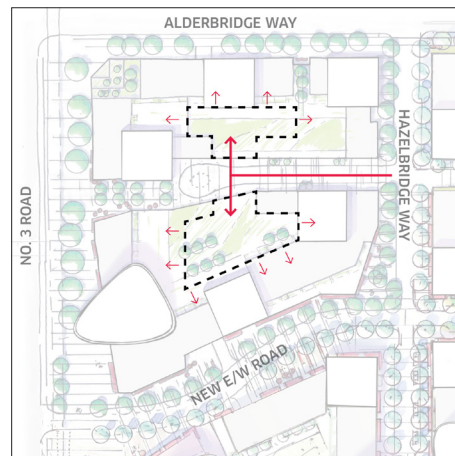 ALDERBRIDGE WAY
HAZELBRIDGE WAY
NO. 3 ROAD
NEW E/W ROAD